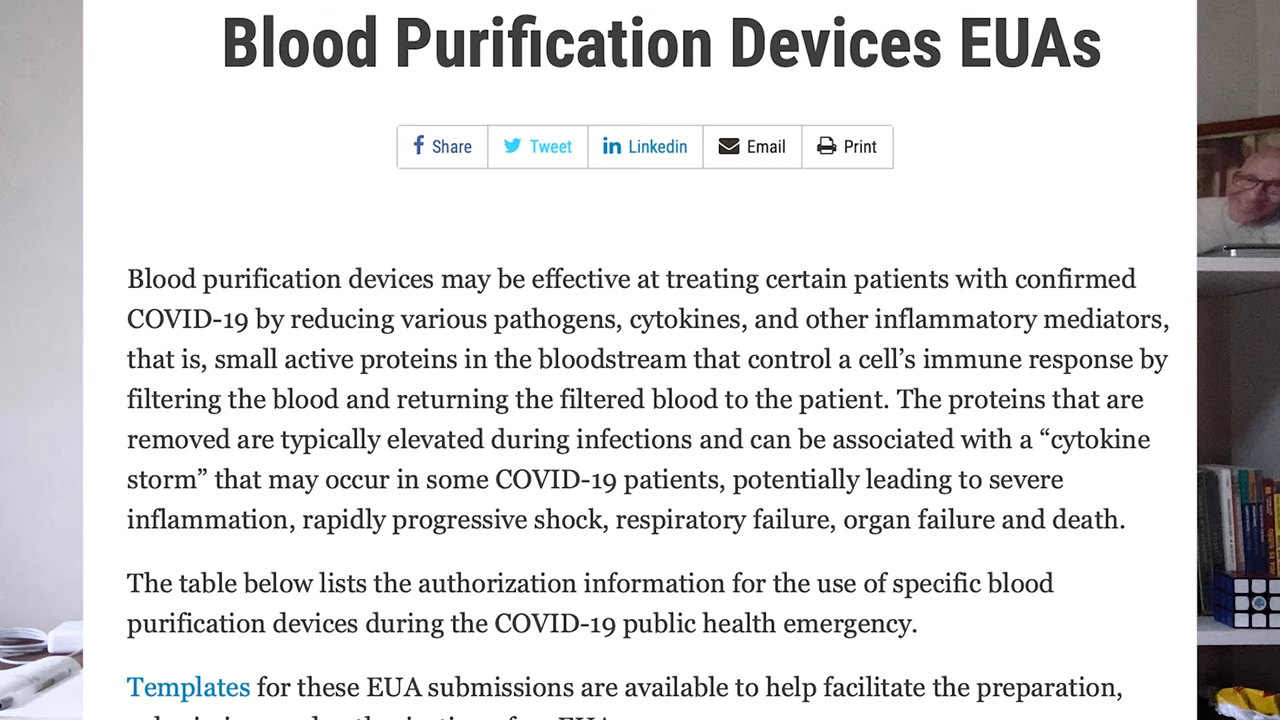 Blood Purification Devices EUAs
Share Tweet Linkedin Email Print
Blood purification devices may be effective at treating certain patients with confirmed
COVID-19 by reducing various pathogens, cytokines, and other inflammatory mediators,
that is, small active proteins in the bloodstream that control a cell’s immune response by
filtering the blood and returning the filtered blood to the patient. The proteins that are
removed are typically elevated during infections and can be associated with a “cytokine
storm” that may occur in some COVID-19 patients, potentially leading to severe
inflammation, rapidly progressive shock, respiratory failure, organ failure and death.
The table below lists the authorization information for the use of specific blood
purification devices during the COVID-19 public health emergency.
Templates for these EUA submissions are available to help facilitate the preparation,